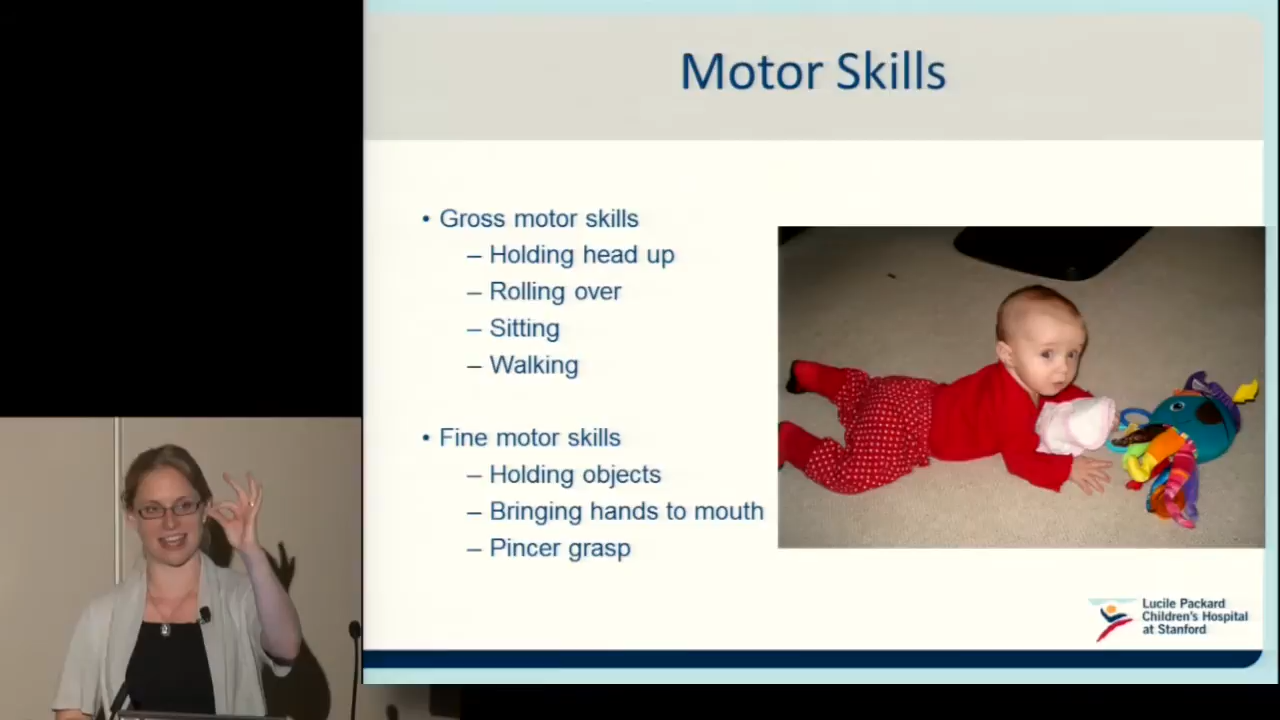 Motor Skills
• Gross motor skills
– Holding head up
– Rolling over
– Sitting
– Walking
• Fine motor skills
– Holding objects
– Bringing hands to mouth
– Pincer grasp
Lucile Packard
Children's Hospital
at Stanford